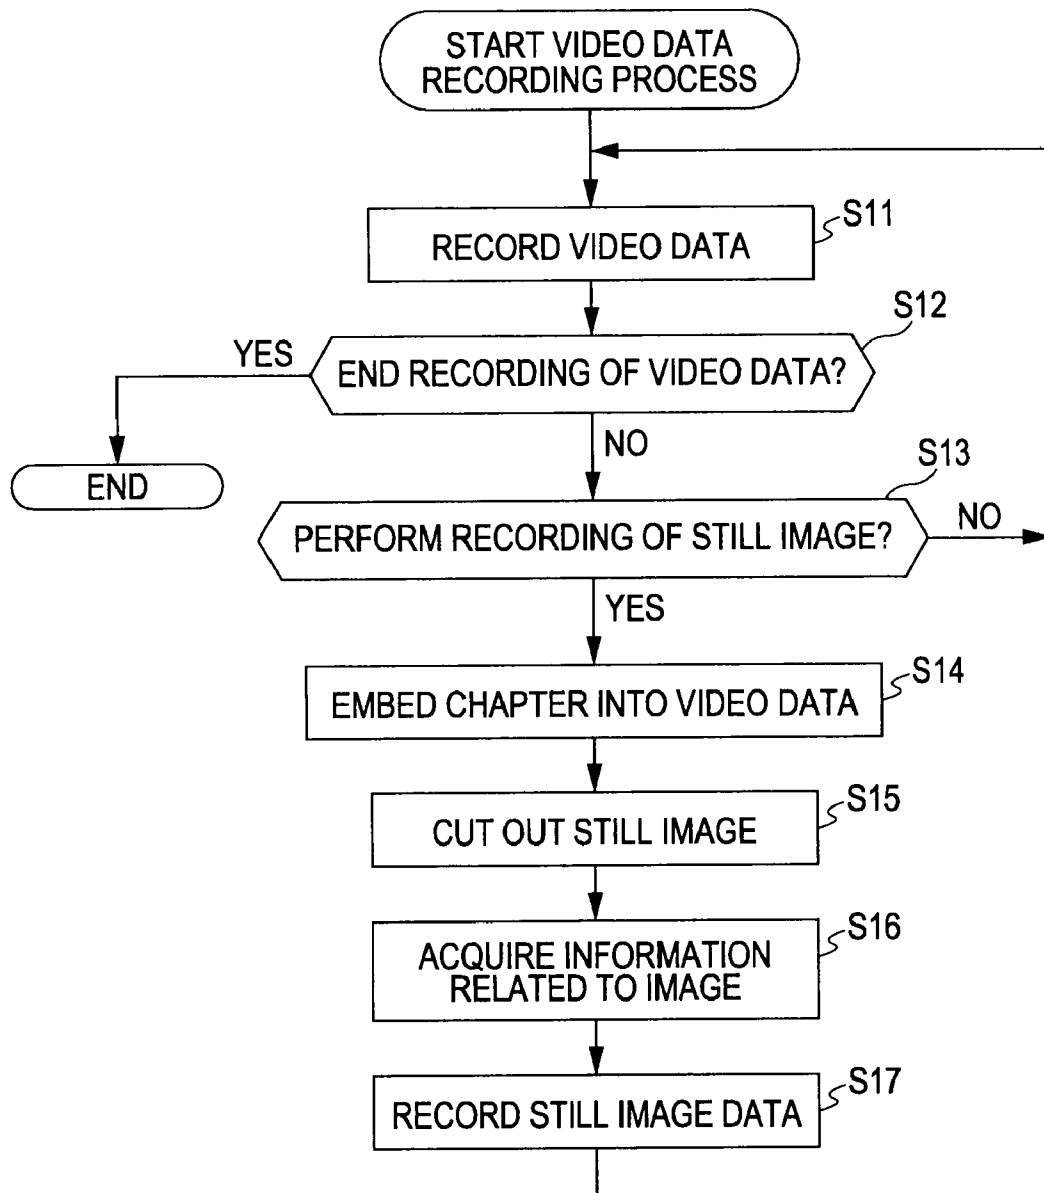 START VIDEO DATA
RECORDING PROCESS
S11
RECORD VIDEO DATA
S12
YES
END RECORDING OF VIDEO DATA?
NO
END
S13
PERFORM RECORDING OF STILL IMAGE?
NO
YES
S14
EMBED CHAPTER INTO VIDEO DATA
S15
CUT OUT STILL IMAGE
S16
ACQUIRE INFORMATION
RELATED TO IMAGE
S17
RECORD STILL IMAGE DATA